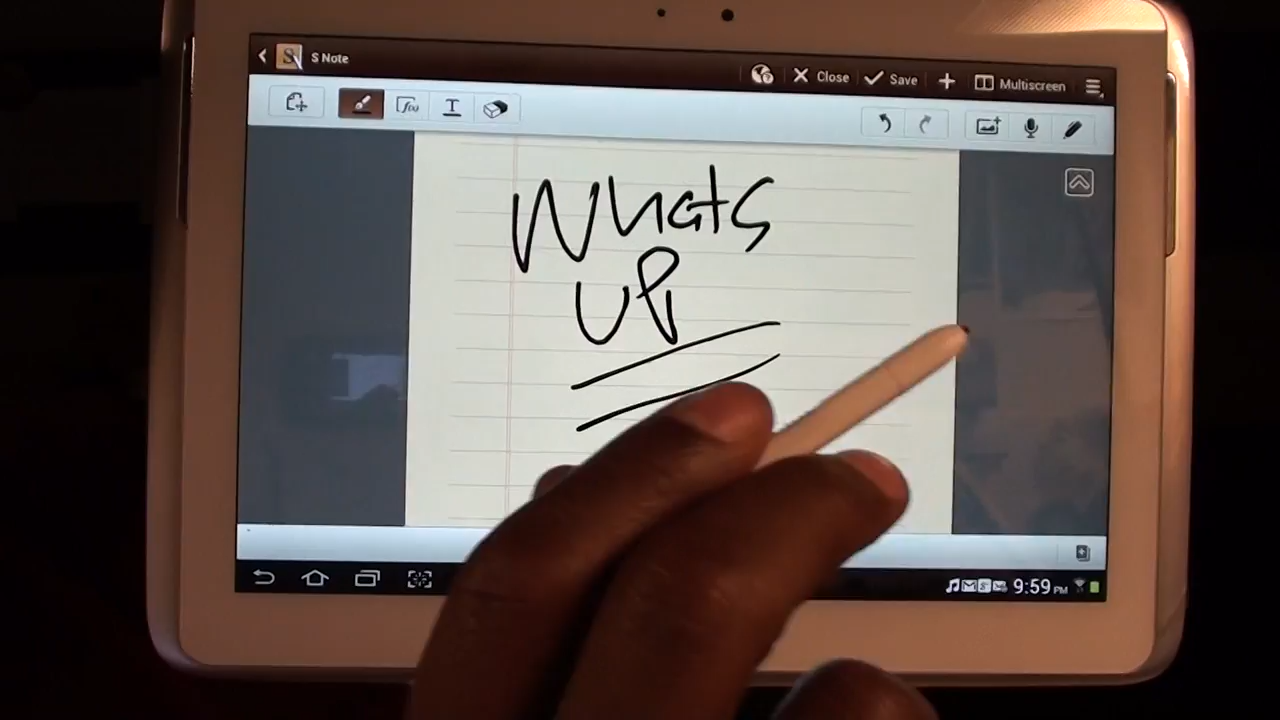 S Note
Close
Save
Multiscreen
f(x)
T
Whats
UP
9:59 PM